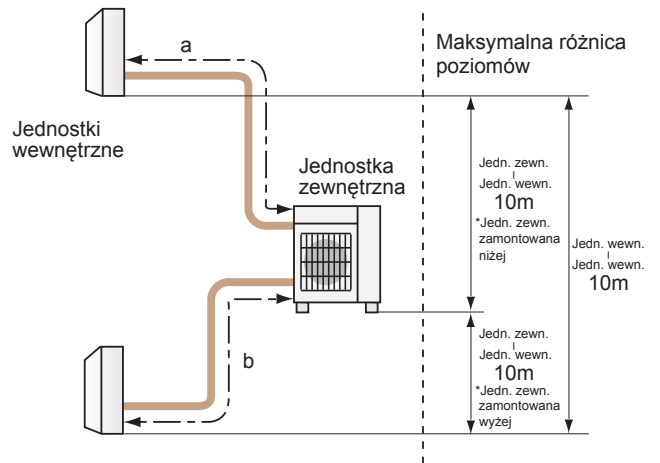 a
Maksymalna różnica
poziomów
Jednostki
wewnętrzne
Jednostka
zewnętrzna
Jedn. zewn.
Jedn. wewn.
10m
*Jedn. zewn.
zamontowana
niżej
Jedn. wewn.
Jedn. wewn.
10m
b
Jedn. zewn.
Jedn. wewn.
10m
*Jedn. zewn.
zamontowana
wyżej